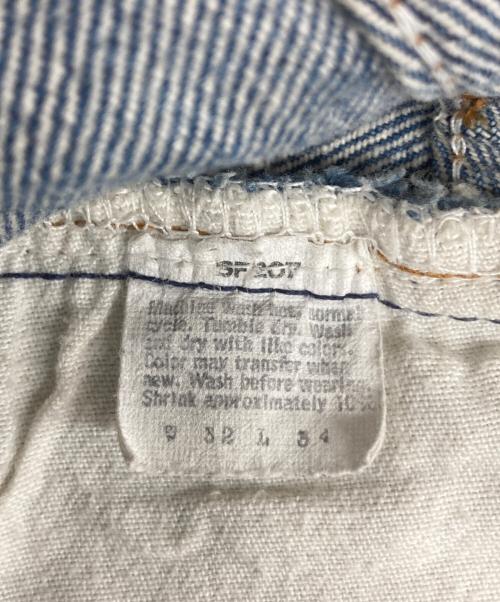 SF207
Machine wash hot, normal
cycle. Tumble dry. Wash
and dry with like colors.
Color may transfer when
new. Wash before wearing.
Shrink approximately 10%
W 32 L 34